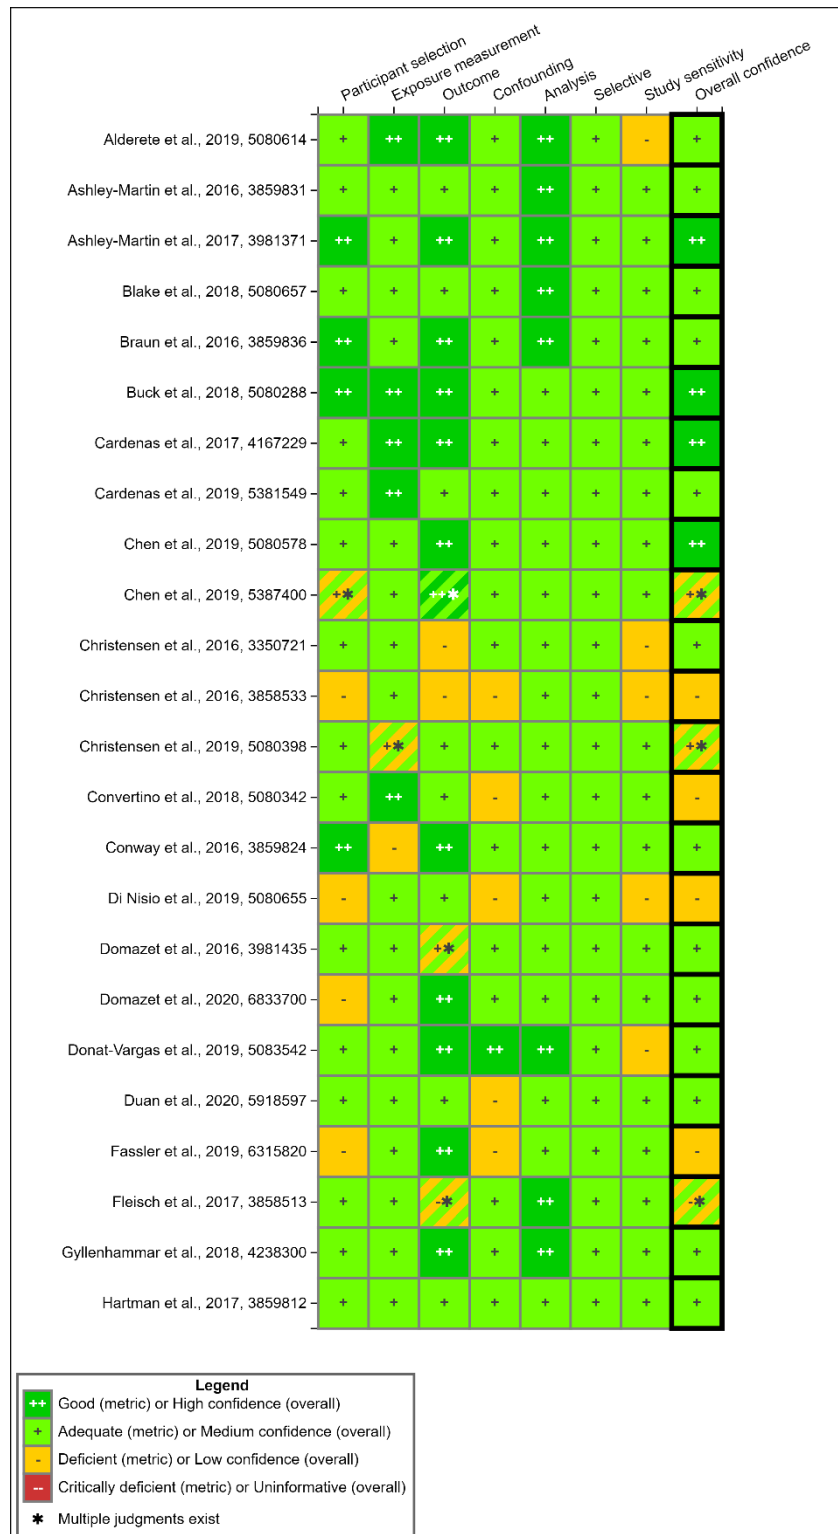 Participant selection
Exposure measurement
Outcome
Confounding
Analysis
Selective
Study sensitivity
Overall confidence
Alderete et al., 2019, 5080614 + ++ ++ + ++ + - +
Ashley-Martin et al., 2016, 3859831 + + + + ++ + + +
Ashley-Martin et al., 2017, 3981371 ++ + ++ + ++ + + ++
Blake et al., 2018, 5080657 + + + + ++ + + +
Braun et al., 2016, 3859836 ++ + ++ + ++ + + +
Buck et al., 2018, 5080288 ++ ++ ++ + + + + ++
Cardenas et al., 2017, 4167229 + ++ ++ + + + + ++
Cardenas et al., 2019, 5381549 + ++ + + + + + +
Chen et al., 2019, 5080578 + + ++ + + + + ++
Chen et al., 2019, 5387400 +✱ + ++✱ + + + + +✱
Christensen et al., 2016, 3350721 + + - + + + - +
Christensen et al., 2016, 3858533 - + - - + + - -
Christensen et al., 2019, 5080398 + +✱ + + + + + +✱
Convertino et al., 2018, 5080342 + ++ + - + + + -
Conway et al., 2016, 3859824 ++ - ++ + + + + +
Di Nisio et al., 2019, 5080655 - + + - + + - -
Domazet et al., 2016, 3981435 + + +✱ + + + + +
Domazet et al., 2020, 6833700 - + ++ + + + + +
Donat-Vargas et al., 2019, 5083542 + + ++ ++ ++ + - +
Duan et al., 2020, 5918597 + + + - + + + +
Fassler et al., 2019, 6315820 - + ++ - + + + -
Fleisch et al., 2017, 3858513 + + -✱ + ++ + + -✱
Gyllenhammar et al., 2018, 4238300 + + ++ + ++ + + +
Hartman et al., 2017, 3859812 + + + + + + + +
Legend
++ Good (metric) or High confidence (overall)
+ Adequate (metric) or Medium confidence (overall)
- Deficient (metric) or Low confidence (overall)
-- Critically deficient (metric) or Uninformative (overall)
✱ Multiple judgments exist